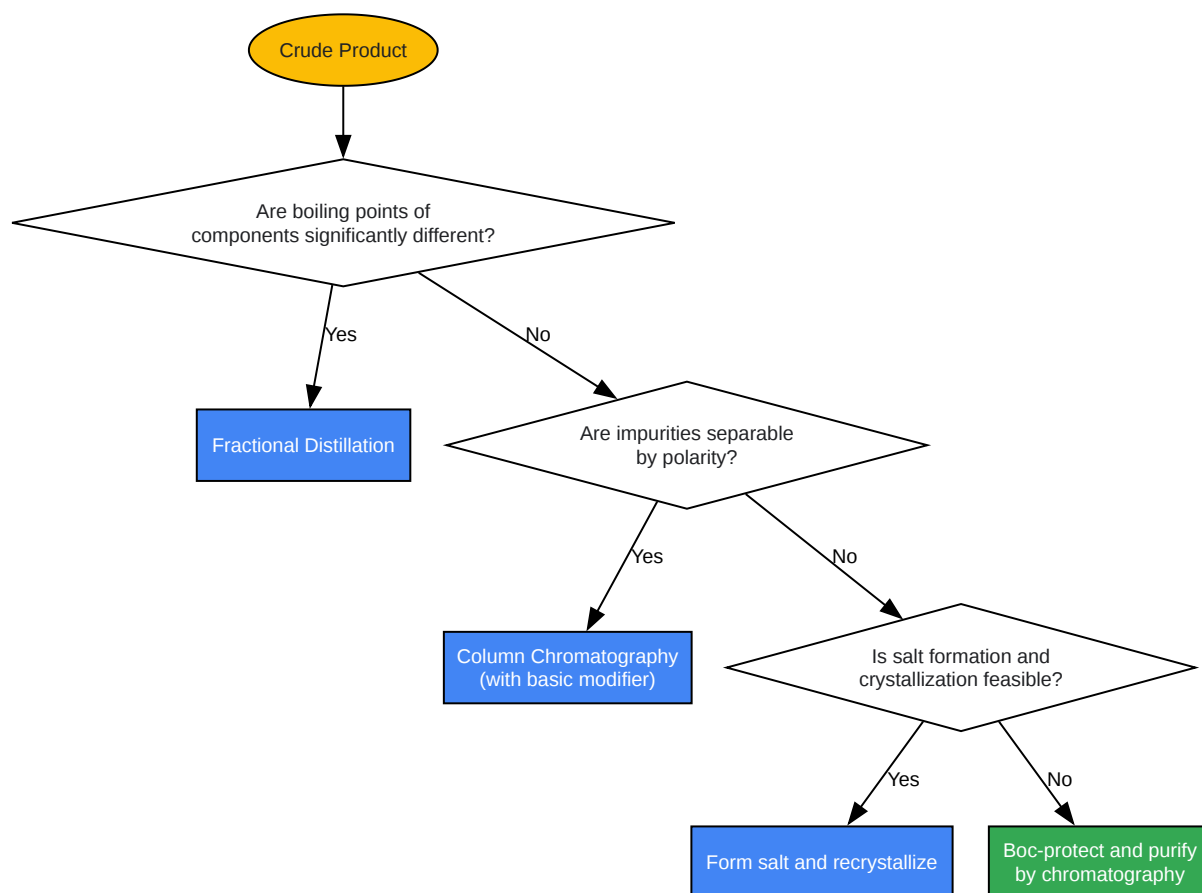 Crude Product
Are boiling points of
components significantly different?
Yes
No
Fractional Distillation
Are impurities separable
by polarity?
Yes
No
Column Chromatography
(with basic modifier)
Is salt formation and
crystallization feasible?
Yes
No
Form salt and recrystallize
Boc-protect and purify
by chromatography